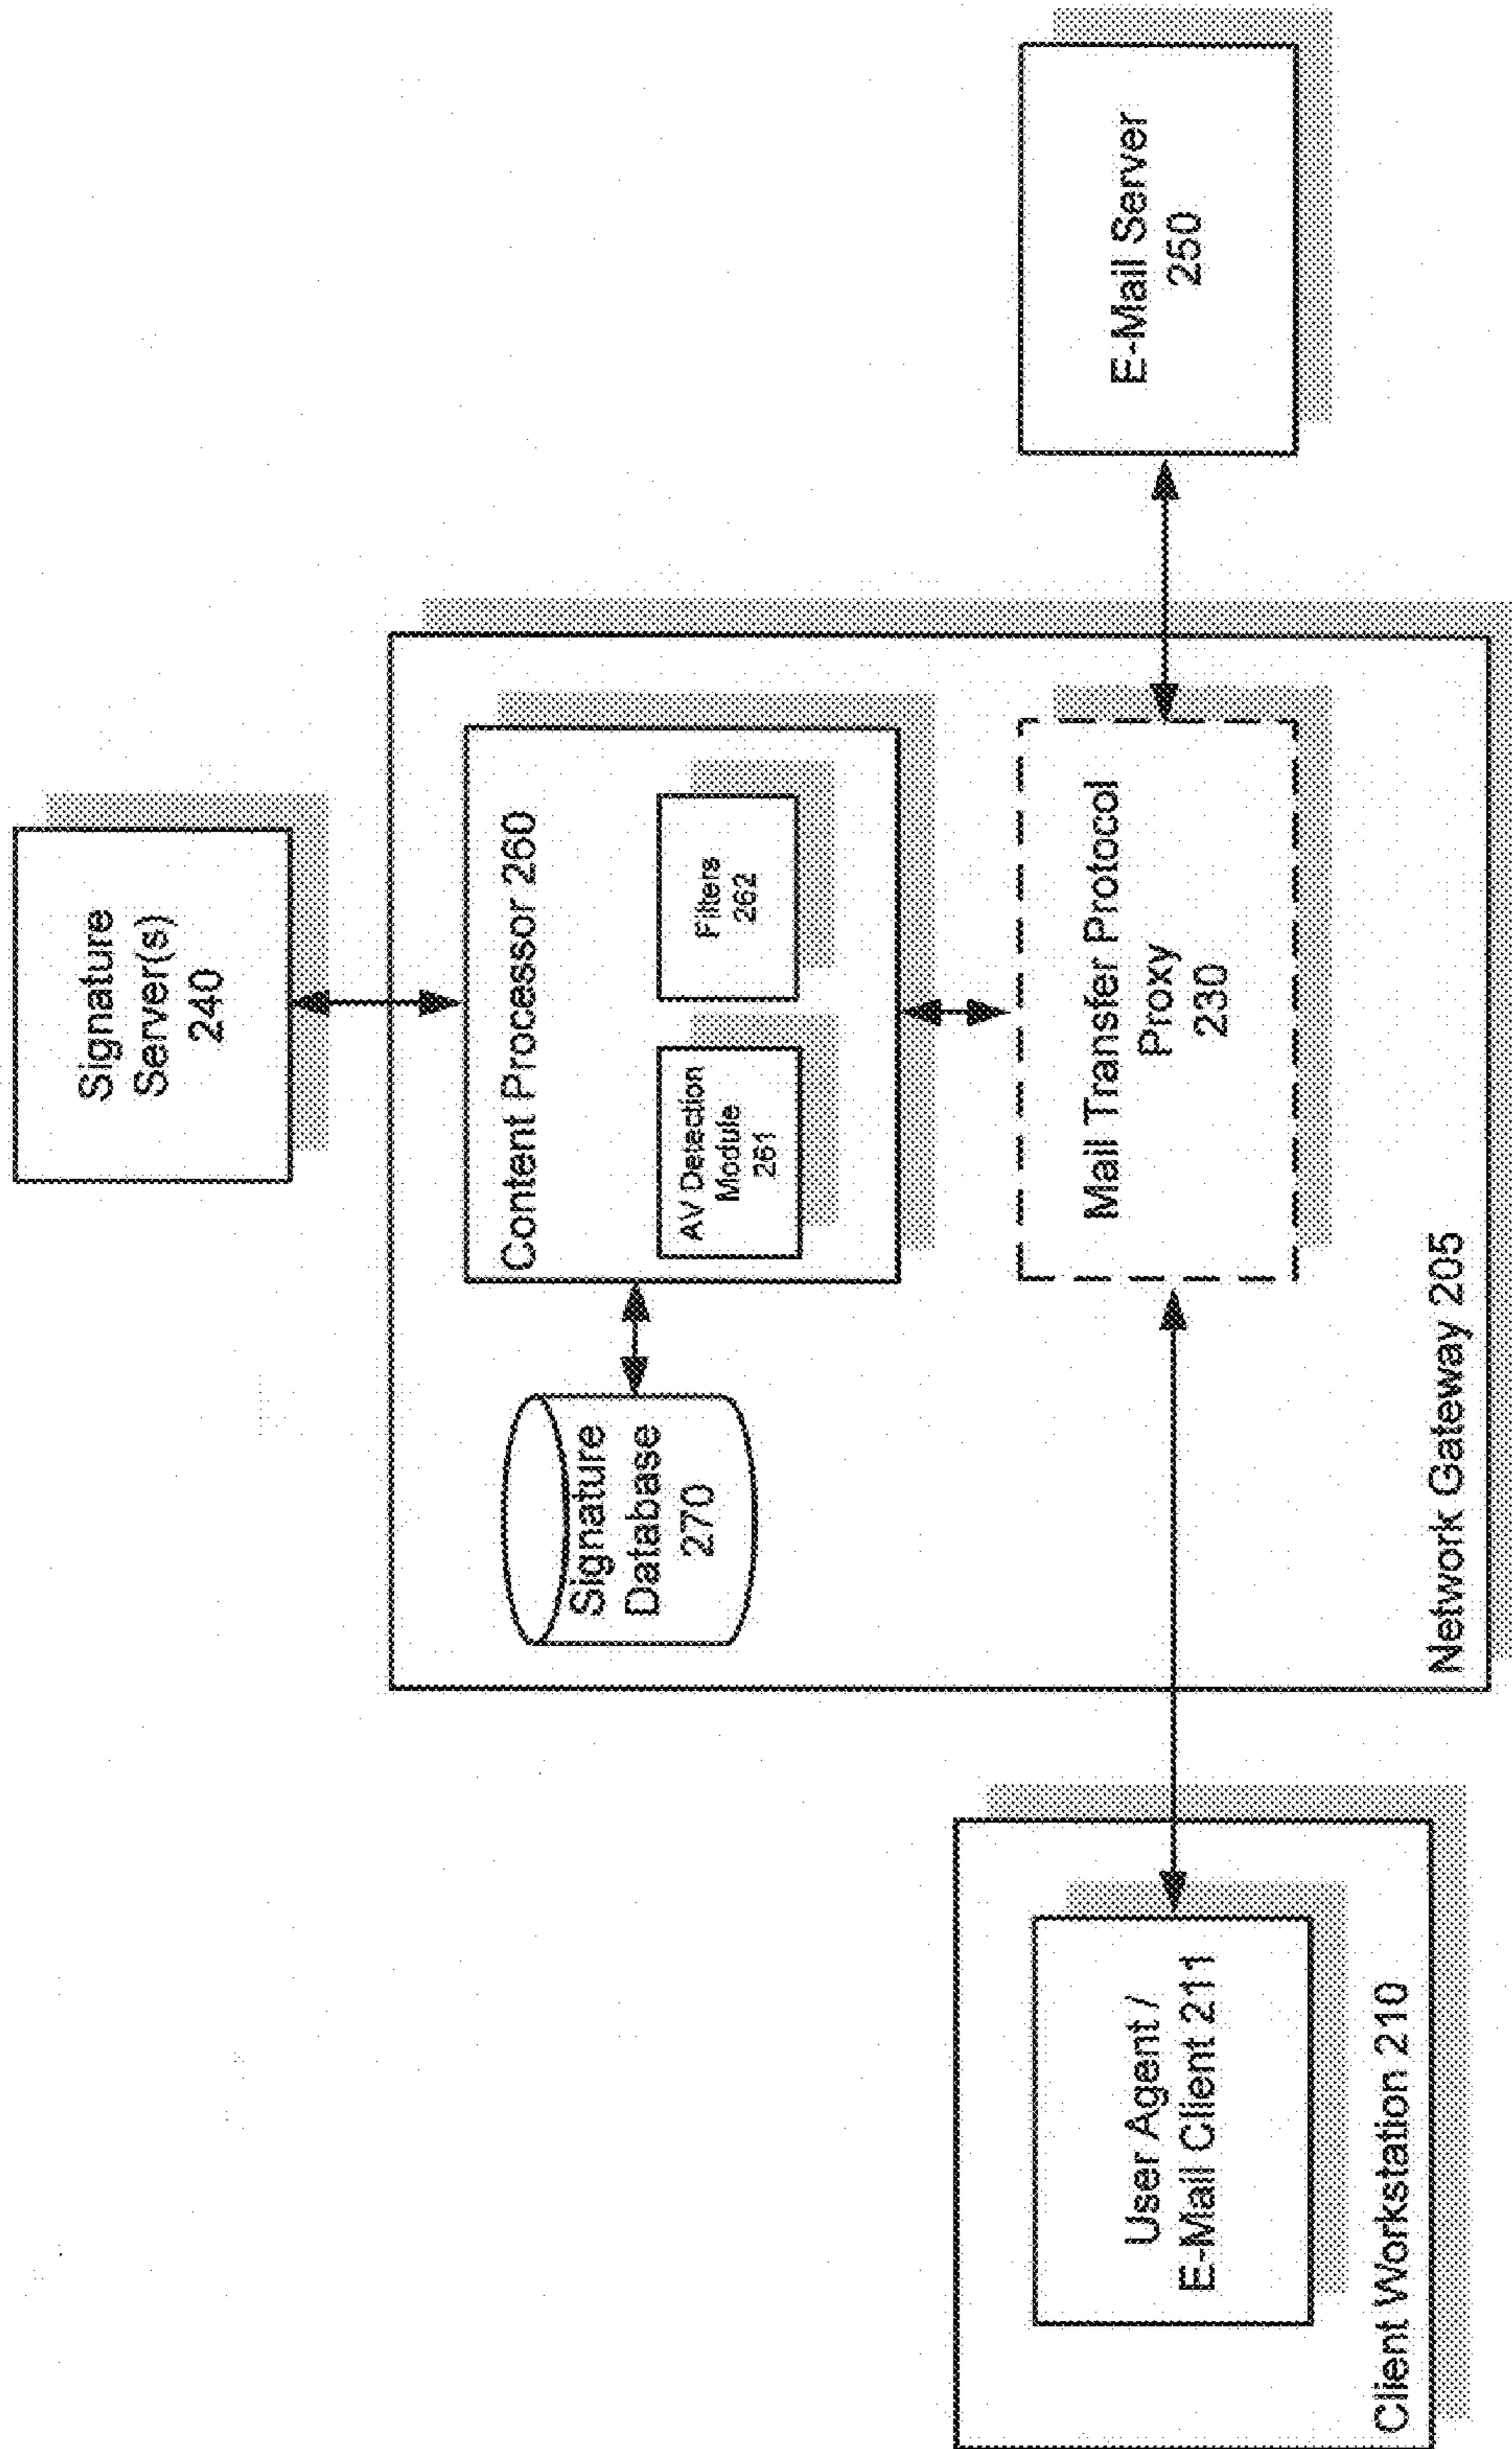 Signature
Server(s)
240
Content Processor 260
Signature
Database
270
AV Detection
Module
261
Filters
262
Mail Transfer Protocol
Proxy
230
E-Mail Server
250
Network Gateway 205
User Agent /
E-Mail Client 211
Client Workstation 210